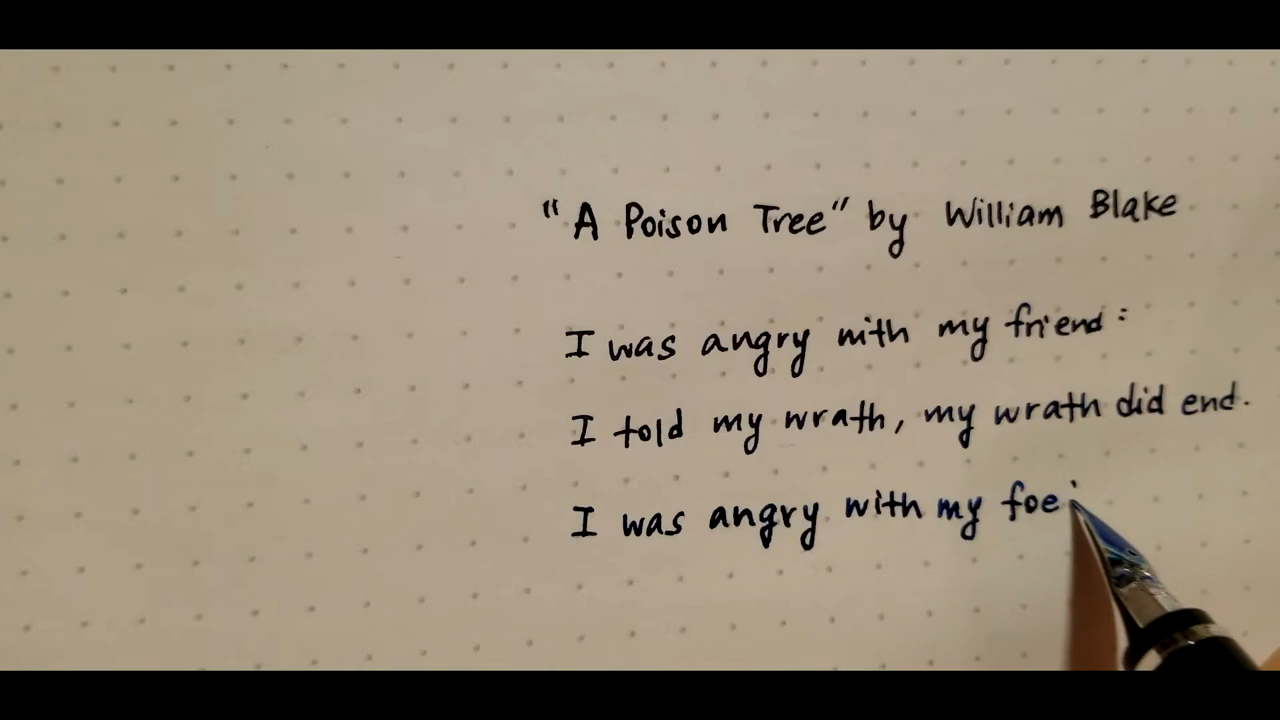 "A Poison Tree" by William Blake
I was angry with my friend:
I told my wrath, my wrath did end.
I was angry with my foe: